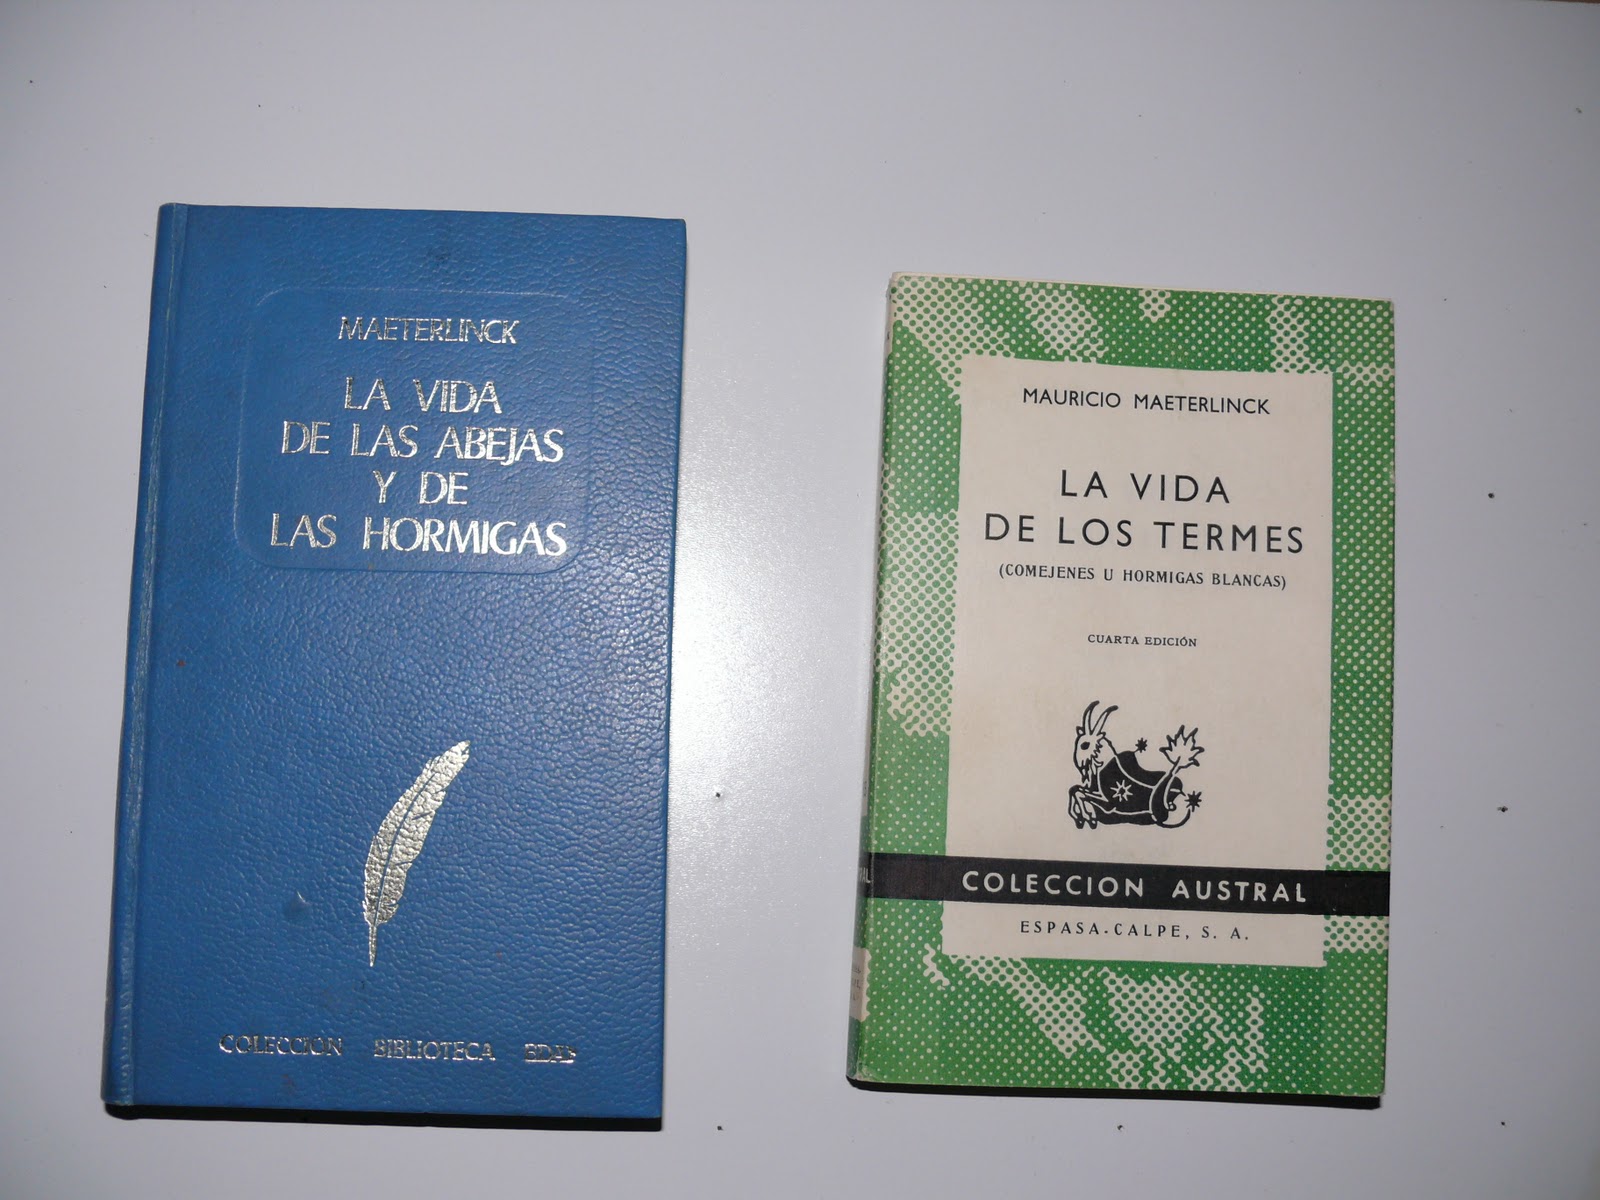 MAETERLINCK
LA VIDA
DE LAS ABEJAS
Y DE
LAS HORMIGAS
COLECCION BIBLIOTECA EDAF
MAURICIO MAETERLINCK
LA VIDA
DE LOS TERMES
(COMEJENES U HORMIGAS BLANCAS)
CUARTA EDICIÓN
COLECCION AUSTRAL
ESPASA-CALPE, S. A.